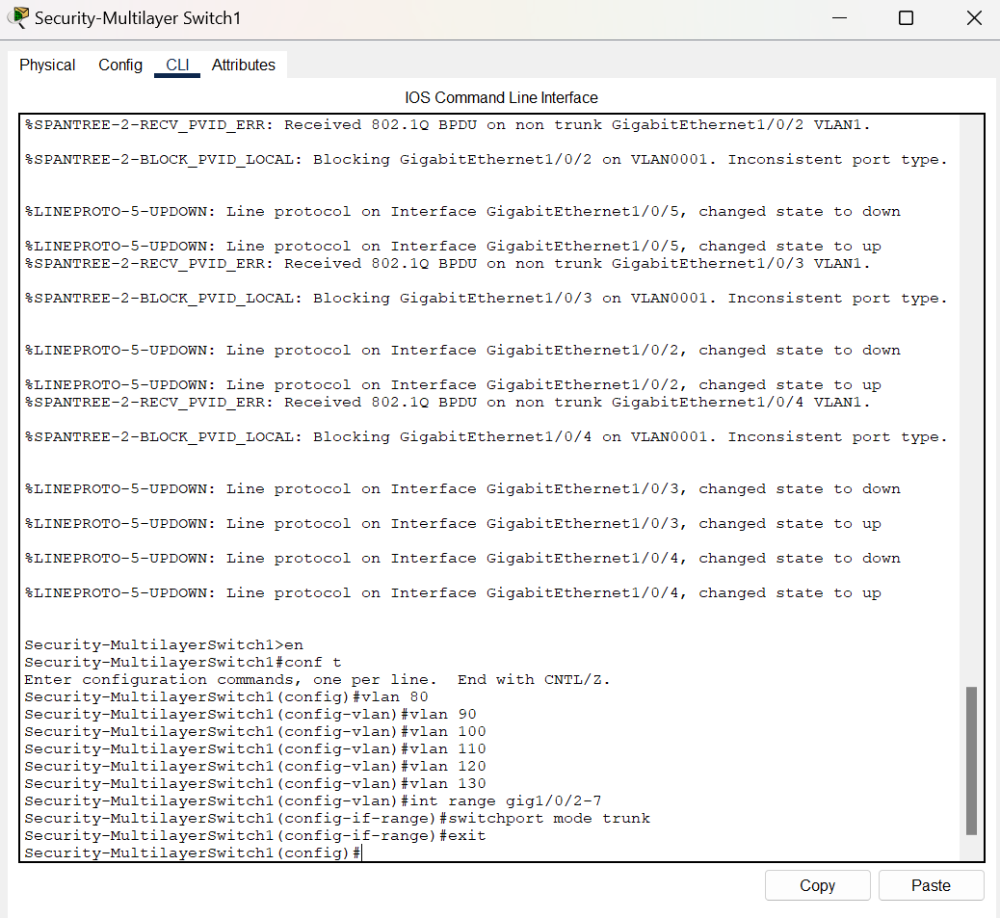 Security-Multilayer Switch1
Physical Config CLI Attributes
IOS Command Line Interface
%SPANTREE-2-RECV_PVID_ERR: Received 802.1Q BPDU on non trunk GigabitEthernet1/0/2 VLAN1.
%SPANTREE-2-BLOCK_PVID_LOCAL: Blocking GigabitEthernet1/0/2 on VLAN0001. Inconsistent port type.
%LINEPROTO-5-UPDOWN: Line protocol on Interface GigabitEthernet1/0/5, changed state to down
%LINEPROTO-5-UPDOWN: Line protocol on Interface GigabitEthernet1/0/5, changed state to up
%SPANTREE-2-RECV_PVID_ERR: Received 802.1Q BPDU on non trunk GigabitEthernet1/0/3 VLAN1.
%SPANTREE-2-BLOCK_PVID_LOCAL: Blocking GigabitEthernet1/0/3 on VLAN0001. Inconsistent port type.
%LINEPROTO-5-UPDOWN: Line protocol on Interface GigabitEthernet1/0/2, changed state to down
%LINEPROTO-5-UPDOWN: Line protocol on Interface GigabitEthernet1/0/2, changed state to up
%SPANTREE-2-RECV_PVID_ERR: Received 802.1Q BPDU on non trunk GigabitEthernet1/0/4 VLAN1.
%SPANTREE-2-BLOCK_PVID_LOCAL: Blocking GigabitEthernet1/0/4 on VLAN0001. Inconsistent port type.
%LINEPROTO-5-UPDOWN: Line protocol on Interface GigabitEthernet1/0/3, changed state to down
%LINEPROTO-5-UPDOWN: Line protocol on Interface GigabitEthernet1/0/3, changed state to up
%LINEPROTO-5-UPDOWN: Line protocol on Interface GigabitEthernet1/0/4, changed state to down
%LINEPROTO-5-UPDOWN: Line protocol on Interface GigabitEthernet1/0/4, changed state to up
Security-MultilayerSwitch1>en
Security-MultilayerSwitch1#conf t
Enter configuration commands, one per line.  End with CNTL/Z.
Security-MultilayerSwitch1(config)#vlan 80
Security-MultilayerSwitch1(config-vlan)#vlan 90
Security-MultilayerSwitch1(config-vlan)#vlan 100
Security-MultilayerSwitch1(config-vlan)#vlan 110
Security-MultilayerSwitch1(config-vlan)#vlan 120
Security-MultilayerSwitch1(config-vlan)#vlan 130
Security-MultilayerSwitch1(config-vlan)#int range gig1/0/2-7
Security-MultilayerSwitch1(config-if-range)#switchport mode trunk
Security-MultilayerSwitch1(config-if-range)#exit
Security-MultilayerSwitch1(config)#
Copy Paste